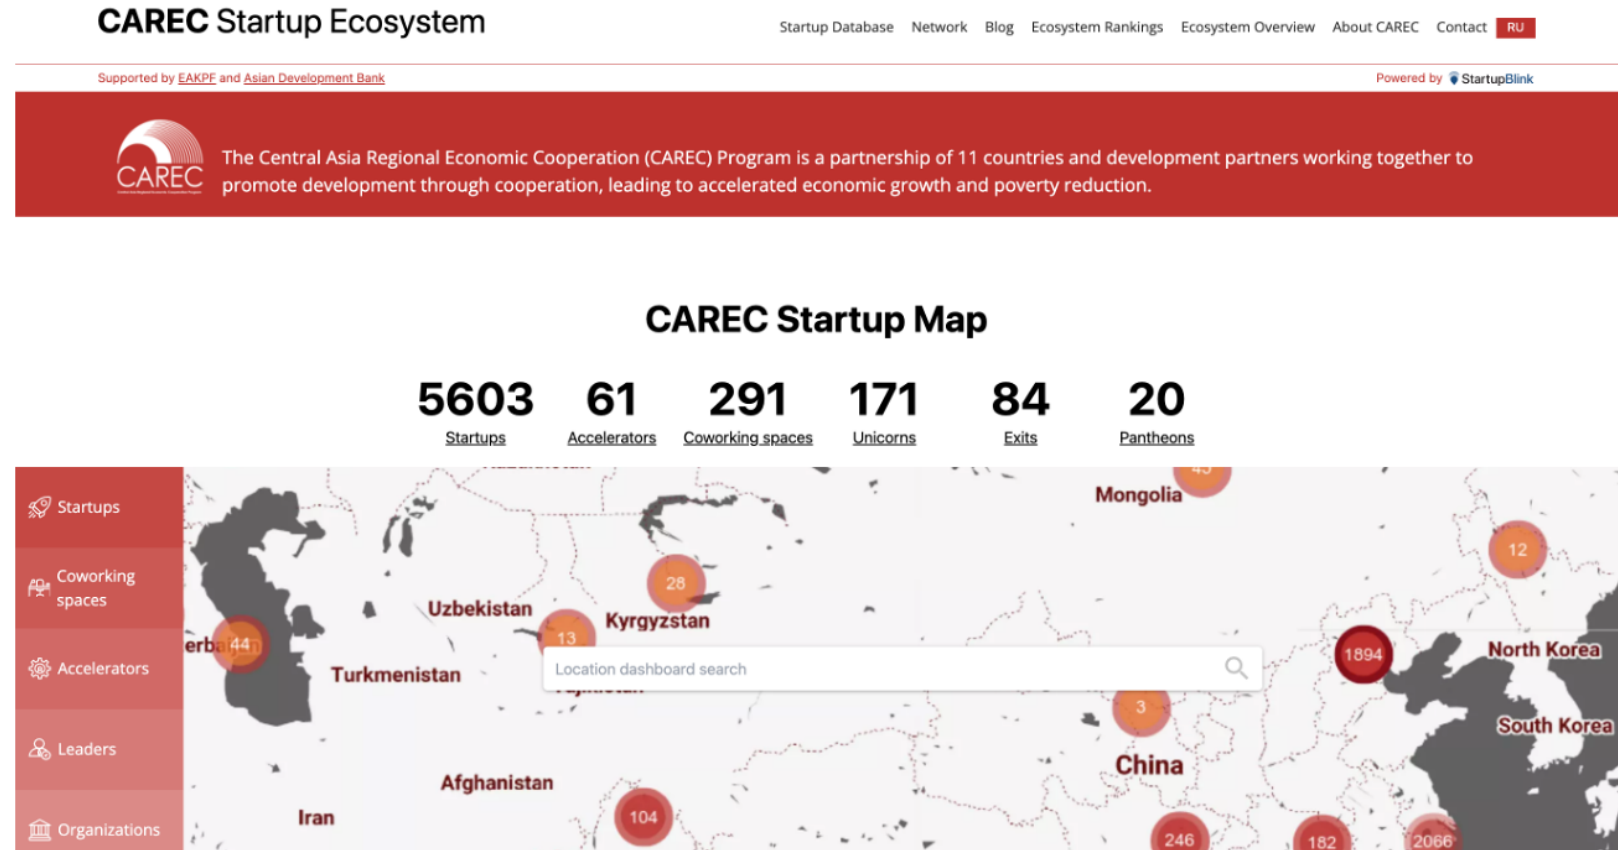 CAREC Startup Ecosystem
Startup Database Network Blog Ecosystem Rankings Ecosystem Overview About CAREC Contact RU
Supported by EAKPF and Asian Development Bank
Powered by StartupBlink
CAREC
The Central Asia Regional Economic Cooperation (CAREC) Program is a partnership of 11 countries and development partners working together to
promote development through cooperation, leading to accelerated economic growth and poverty reduction.
CAREC Startup Map
5603 61 291 171 84 20
Startups Accelerators Coworking spaces Unicorns Exits Pantheons
Startups
Coworking
spaces
Accelerators
Leaders
Organizations
45
Mongolia
12
28
Uzbekistan
Kyrgyzstan
13
44
1894
North Korea
Turkmenistan
Location dashboard search
3
South Korea
China
Afghanistan
Iran
104
246
182
2066